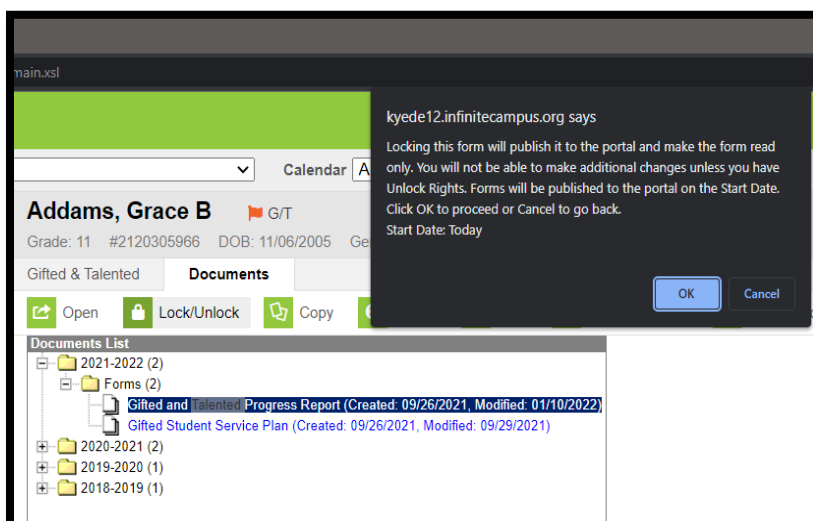 main.xsl
kyede12.infinitecampus.org says
Locking this form will publish it to the portal and make the form read
only. You will not be able to make additional changes unless you have
Unlock Rights. Forms will be published to the portal on the Start Date.
Click OK to proceed or Cancel to go back.
Start Date: Today
OK Cancel
Calendar A
Addams, Grace B G/T
Grade: 11 #2120305966 DOB: 11/06/2005 Ge
Gifted & Talented Documents
Open Lock/Unlock Copy
Documents List
2021-2022 (2)
Forms (2)
Gifted and Talented Progress Report (Created: 09/26/2021, Modified: 01/10/2022)
Gifted Student Service Plan (Created: 09/26/2021, Modified: 09/29/2021)
2020-2021 (2)
2019-2020 (1)
2018-2019 (1)